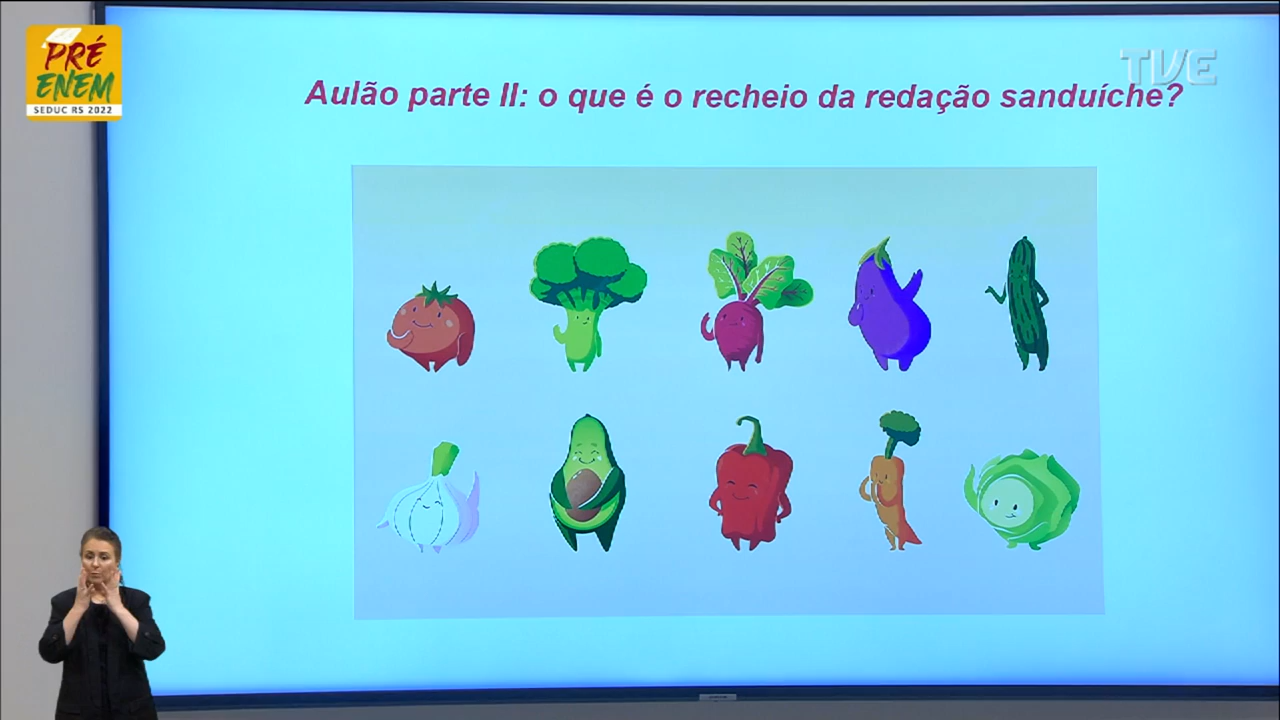 PRÉ
ENEM
SEDUC RS 2022
TVE
Aulão parte II: o que é o recheio da redação sanduíche?